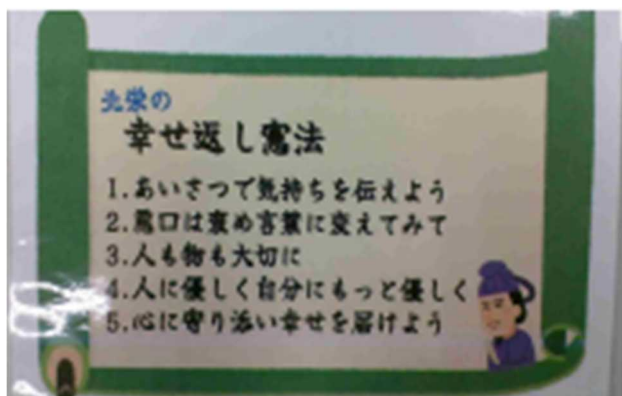 北栄の
幸せ返し憲法
1.あいさつで気持ちを伝えよう
2.悪口は褒め言葉に変えてみて
3.人も物も大切に
4.人に優しく自分にもっと優しく
5.心に寄り添い幸せを届けよう